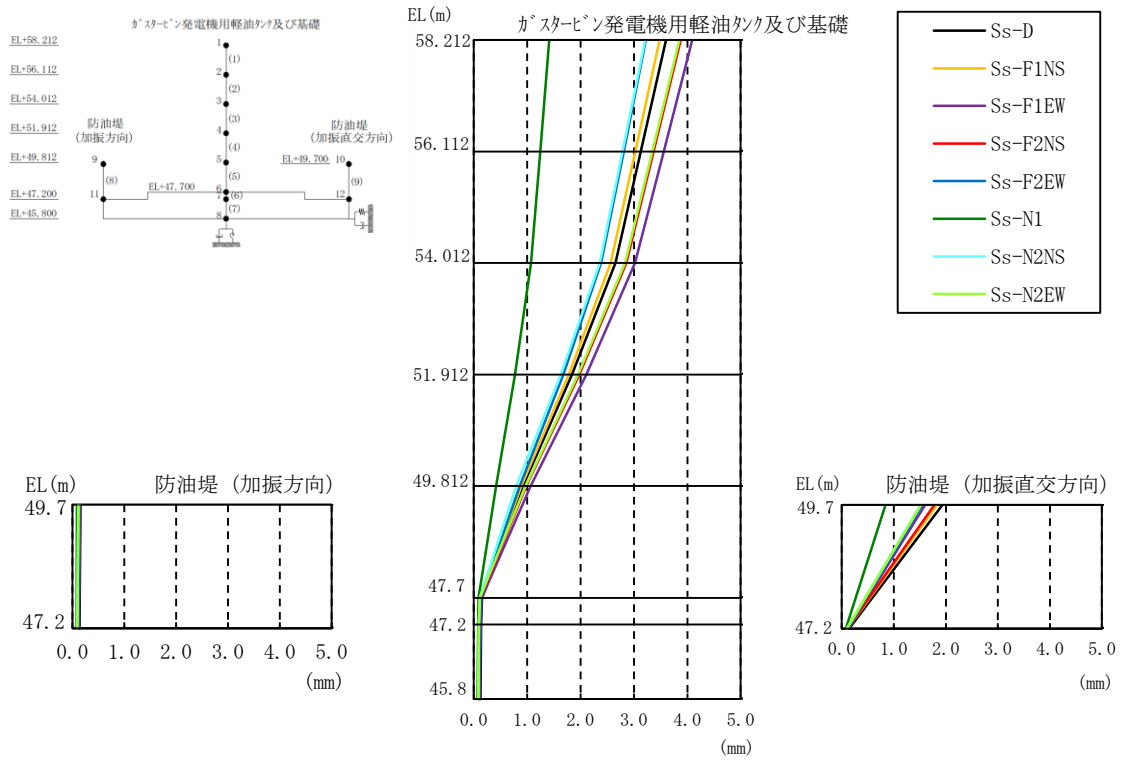 ｶﾞｽﾀｰﾋﾞﾝ発電機用軽油ﾀﾝｸ及び基礎
EL+58.212
EL+56.112
EL+54.012
EL+51.912
EL+49.812
EL+47.200
EL+45.800
EL+47.700
EL+49.700
防油堤
(加振方向)
防油堤
(加振直交方向)
1
(1)
2
(2)
3
(3)
4
(4)
5
(5)
6
(6)
7
(7)
8
9
(8)
11
10
(9)
12
EL(m)
ｶﾞｽﾀｰﾋﾞﾝ発電機用軽油ﾀﾝｸ及び基礎
58.212
56.112
54.012
51.912
49.812
47.7
47.2
45.8
0.0 1.0 2.0 3.0 4.0 5.0
(mm)
Ss-D
Ss-F1NS
Ss-F1EW
Ss-F2NS
Ss-F2EW
Ss-N1
Ss-N2NS
Ss-N2EW
EL(m) 防油堤 (加振方向)
49.7
47.2
0.0 1.0 2.0 3.0 4.0 5.0
(mm)
EL(m) 防油堤 (加振直交方向)
49.7
47.2
0.0 1.0 2.0 3.0 4.0 5.0
(mm)